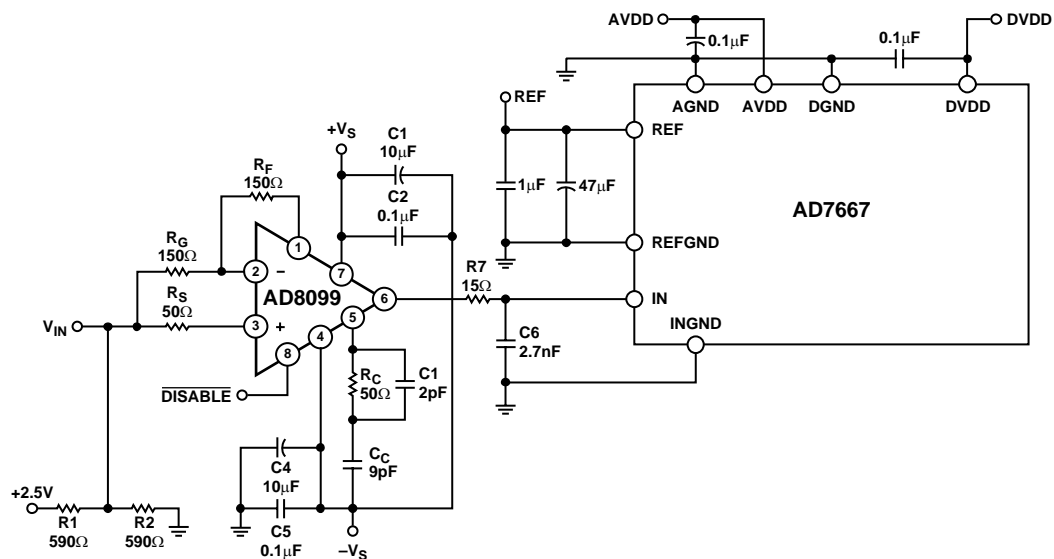 AVDD
DVDD
0.1μF
0.1μF
REF
AGND
AVDD
DGND
DVDD
+VS
C1
10μF
REF
RF
150Ω
C2
0.1μF
1μF
47μF
AD7667
RG
150Ω
1
7
REFGND
2
−
R7
15Ω
RS
50Ω
AD8099
6
IN
VIN
3
+
5
INGND
4
C6
2.7nF
8
DISABLE
RC
50Ω
C1
2pF
C4
10μF
CC
9pF
+2.5V
R1
590Ω
R2
590Ω
C5
0.1μF
−VS